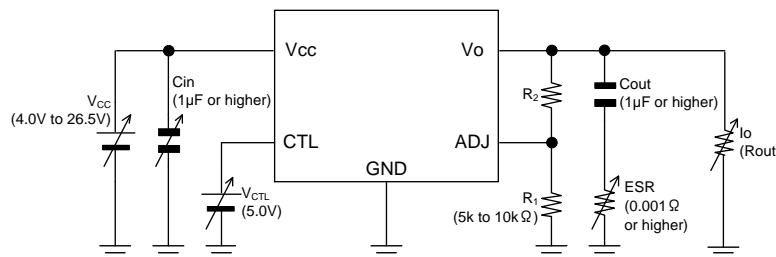 Vcc
Vo
CTL
ADJ
GND
VCC
(4.0V to 26.5V)
Cin
(1µF or higher)
VCTL
(5.0V)
R2
R1
(5k to 10kΩ)
Cout
(1µF or higher)
ESR
(0.001Ω
or higher)
Io
(Rout